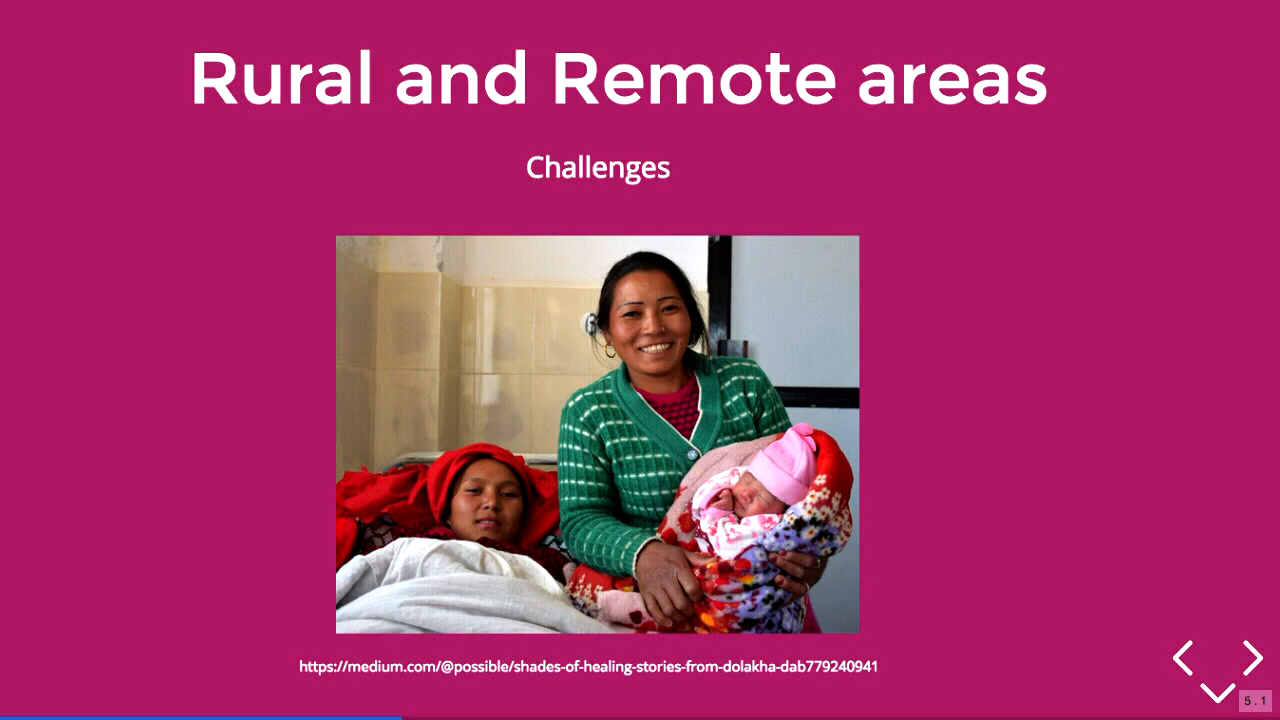 Rural and Remote areas
Challenges
https://medium.com/@possible/shades-of-healing-stories-from-dolakha-dab779240941
5.1